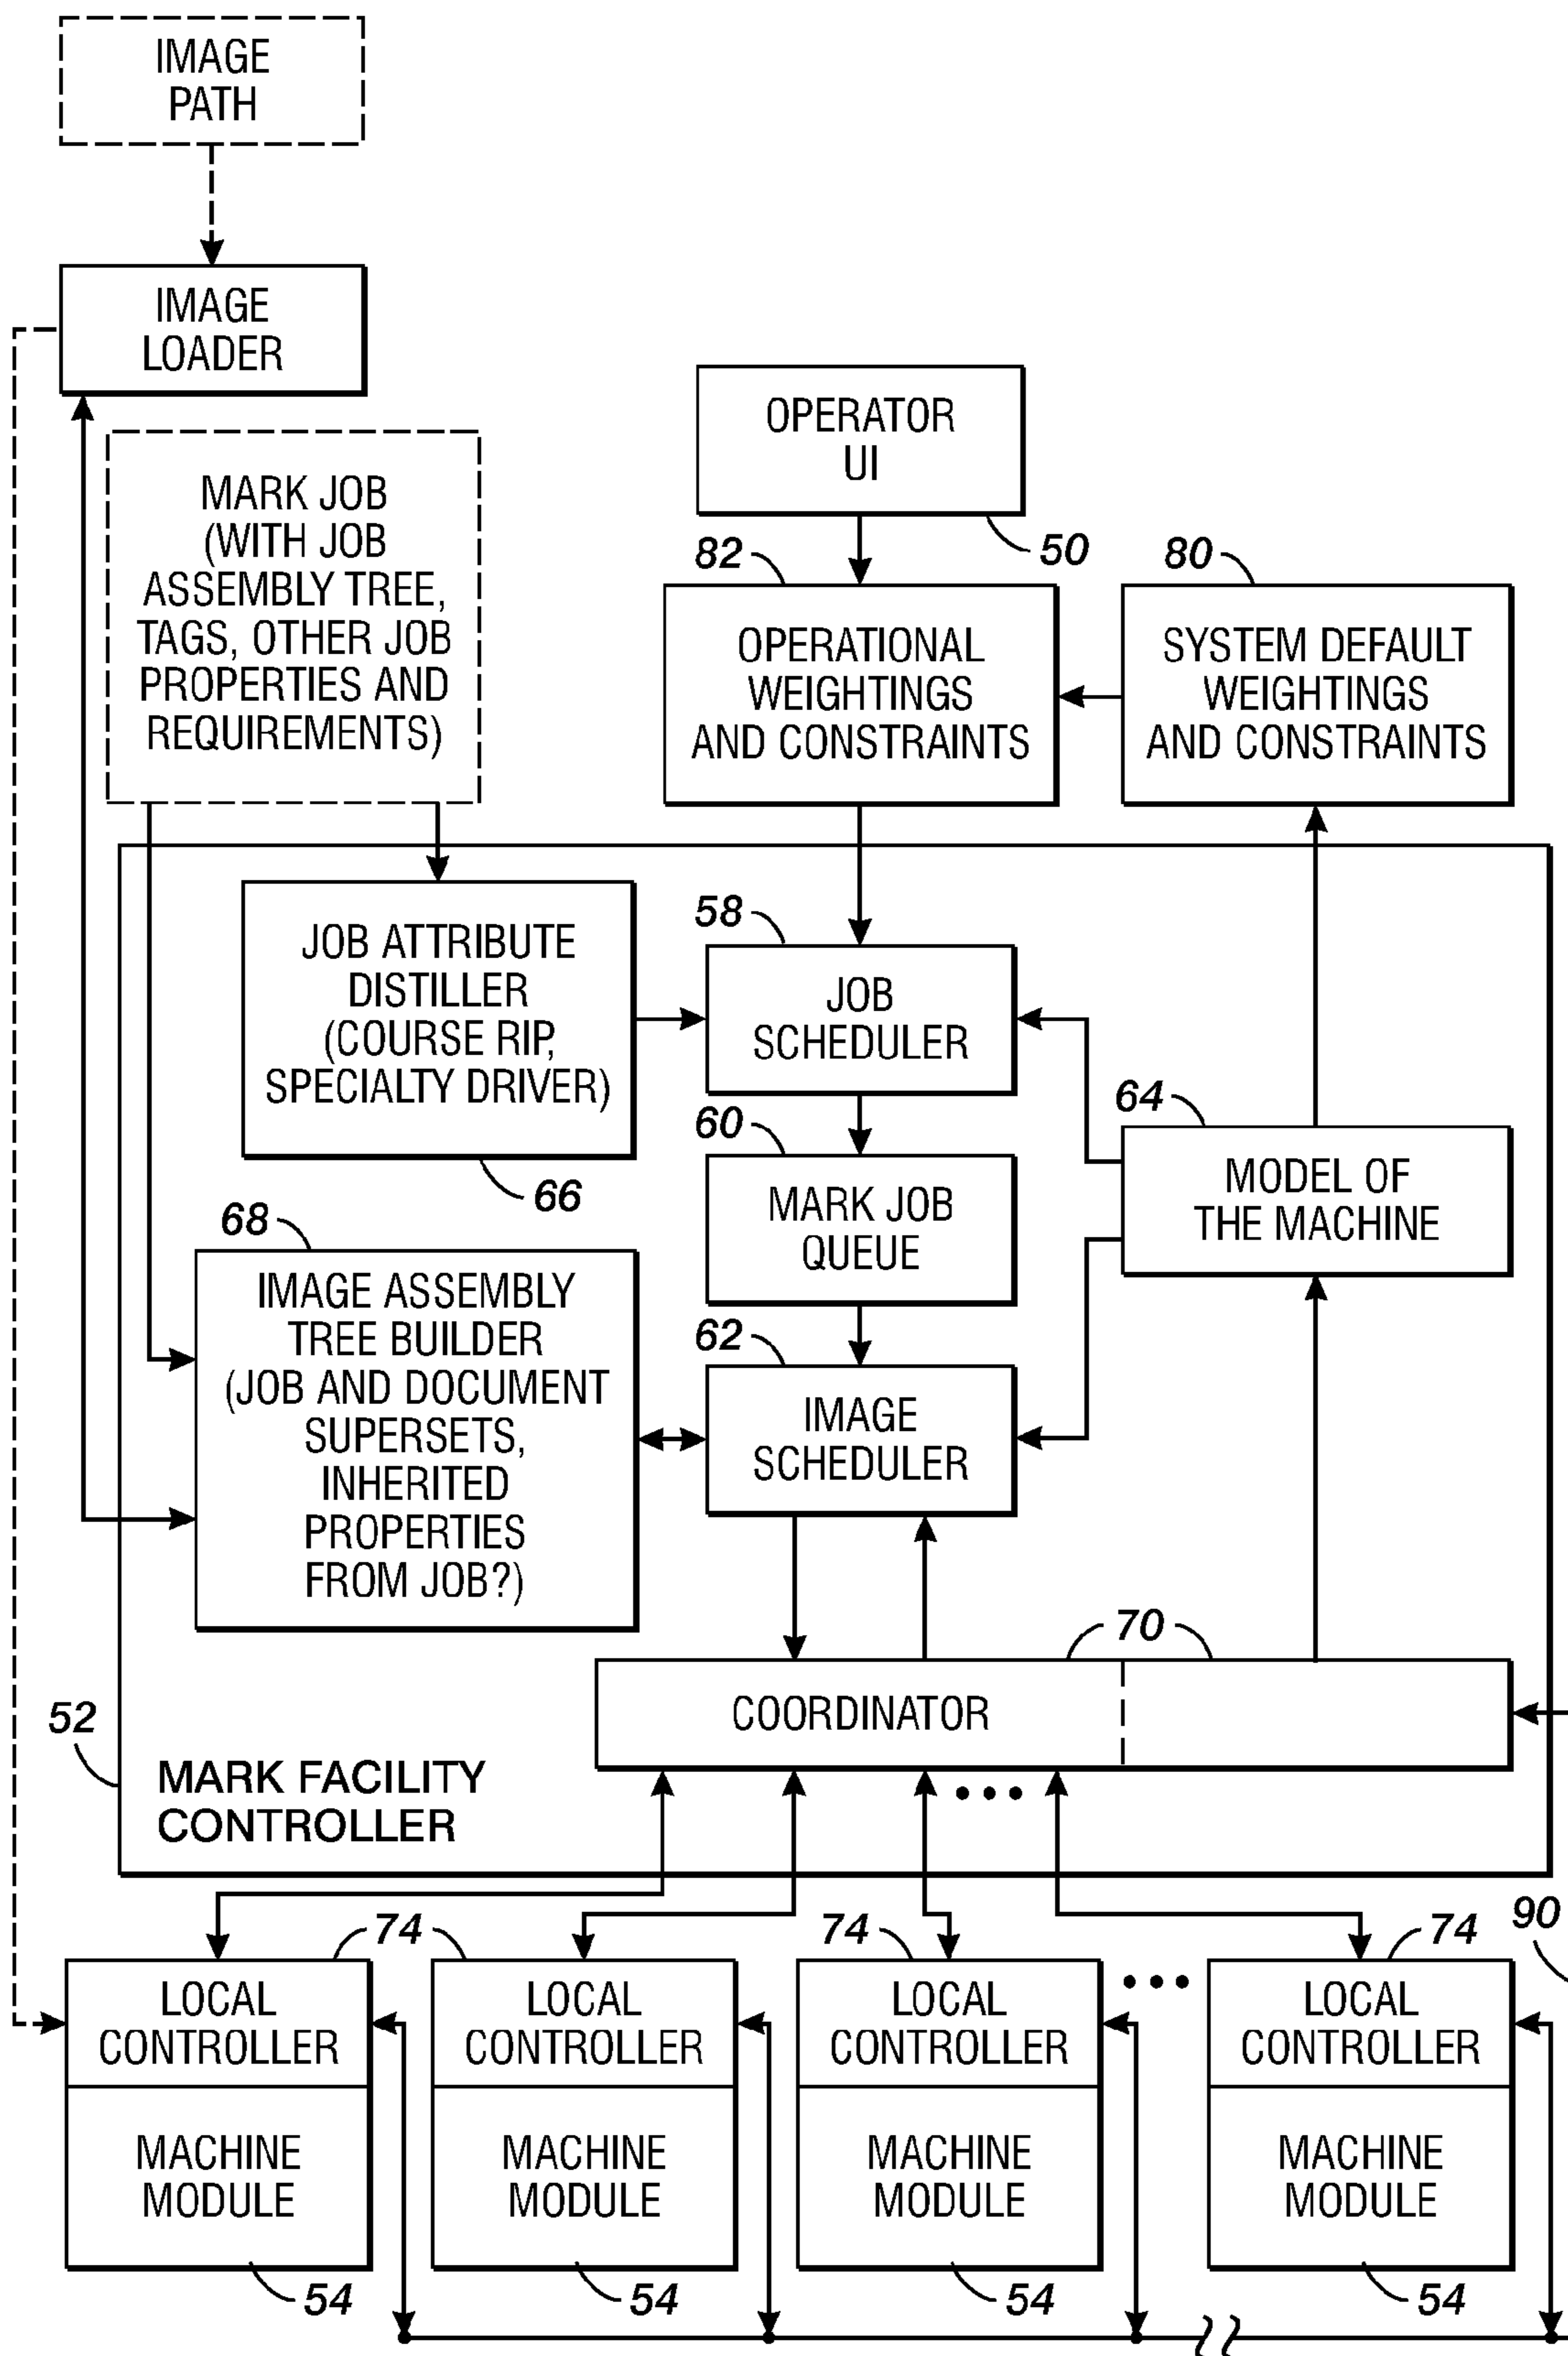 IMAGE
PATH
IMAGE
LOADER
OPERATOR
UI
50
MARK JOB
(WITH JOB
ASSEMBLY TREE,
TAGS, OTHER JOB
PROPERTIES AND
REQUIREMENTS)
82
OPERATIONAL
WEIGHTINGS
AND CONSTRAINTS
80
SYSTEM DEFAULT
WEIGHTINGS
AND CONSTRAINTS
JOB ATTRIBUTE
DISTILLER
(COURSE RIP,
SPECIALTY DRIVER)
66
58
JOB
SCHEDULER
60
MARK JOB
QUEUE
64
MODEL OF
THE MACHINE
68
IMAGE ASSEMBLY
TREE BUILDER
(JOB AND DOCUMENT
SUPERSETS,
INHERITED
PROPERTIES
FROM JOB?)
62
IMAGE
SCHEDULER
70
COORDINATOR
52
MARK FACILITY
CONTROLLER
90
74
74
74
LOCAL
CONTROLLER
MACHINE
MODULE
54
LOCAL
CONTROLLER
MACHINE
MODULE
54
LOCAL
CONTROLLER
MACHINE
MODULE
54
LOCAL
CONTROLLER
MACHINE
MODULE
54